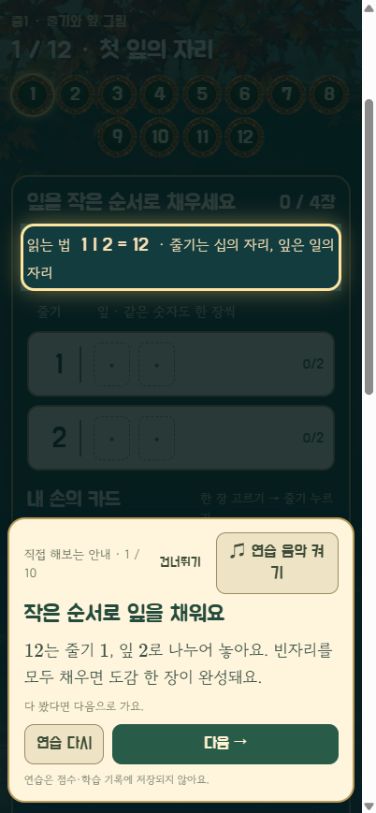 중1 · 줄기와 잎 그림
1 / 12 · 첫 잎의 자리
1 2 3 4 5 6 7 8
9 10 11 12
잎을 작은 순서로 채우세요 0 / 4장
읽는 법 1 | 2 = 12 · 줄기는 십의 자리, 잎은 일의
자리
줄기 잎 · 같은 숫자도 한 장씩
1 0/2
2 0/2
내 손의 카드 한 장 고르기 → 줄기 누르
직접 해보는 안내 · 1 /
10
건너뛰기
🎵 연습 음악 켜
기
작은 순서로 잎을 채워요
12는 줄기 1, 잎 2로 나누어 놓아요. 빈자리를
모두 채우면 도감 한 장이 완성돼요.
다 봤다면 다음으로 가요.
연습 다시 다음 →
연습은 점수·학습 기록에 저장되지 않아요.